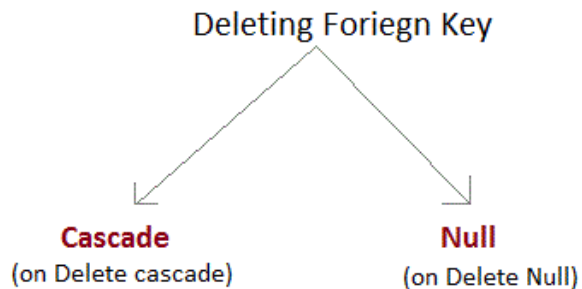 Deleting Foriegn Key
Cascade
(on Delete cascade)
Null
(on Delete Null)